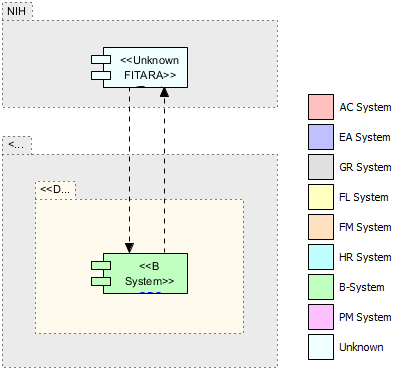 NIH
<<Unknown
FITARA>>
<...
<<D...
<<B
System>>
AC System
EA System
GR System
FL System
FM System
HR System
B-System
PM System
Unknown